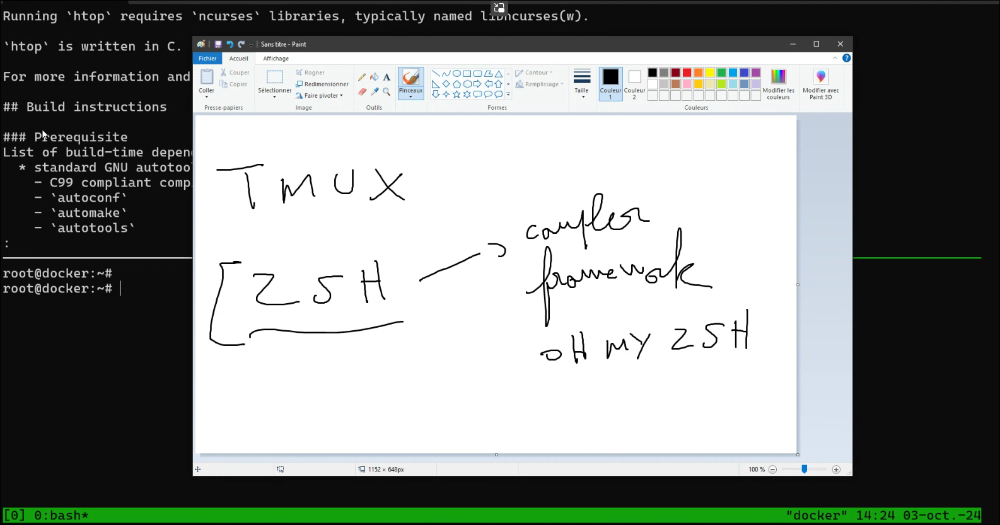 Running `htop` requires `ncurses` libraries, typically named libncurses(w).
`htop` is written in C.
For more information and
## Build instructions
### Prerequisite
List of build-time depen
* standard GNU autotool
- C99 compliant comp
- `autoconf`
- `automake`
- `autotools`
:
root@docker:~#
root@docker:~#
Sans titre - Paint
Fichier Accueil Affichage
Coller
Couper
Copier
Presse-papiers
Sélectionner
Rogner
Redimensionner
Faire pivoter
Image
A
Outils
Pinceaux
Contour
Remplissage
Formes
Taille
Couleur 1
Couleur 2
Modifier les couleurs
Couleurs
Modifier avec Paint 3D
TMUX
ZSH
coupler
framework
OH MY ZSH
1152 × 648px
100 %
[0] 0:bash*
"docker" 14:24 03-oct.-24